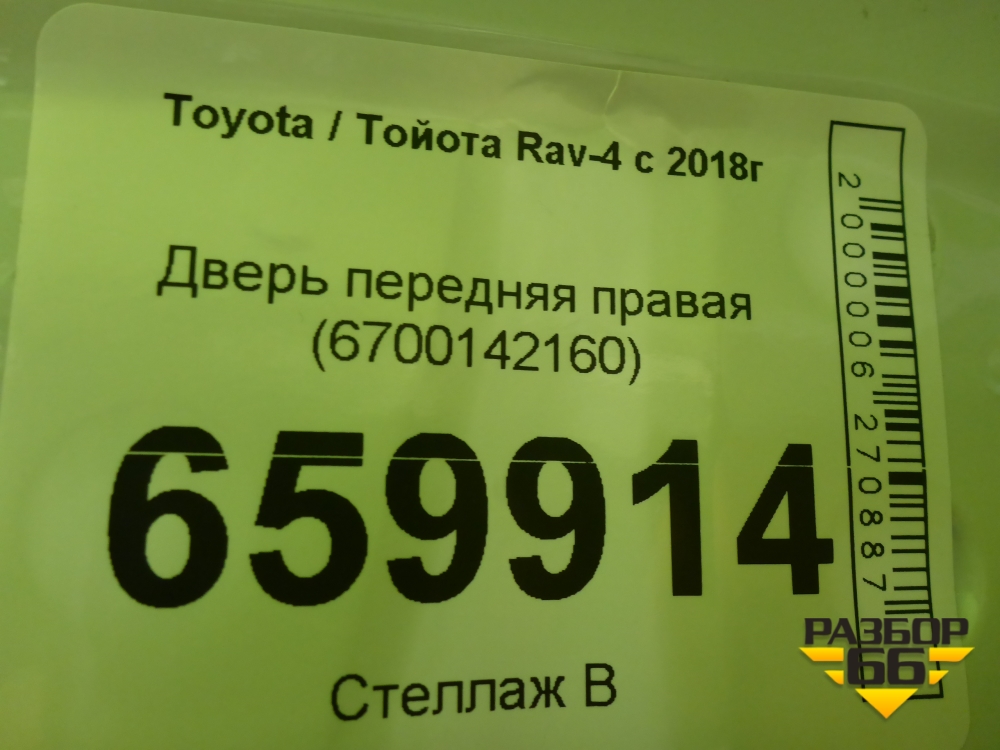 Toyota / Тойота Rav-4 с 2018г
Дверь передняя правая
(6700142160)
659914
Стеллаж В
2000006270887
РАЗБОР
66